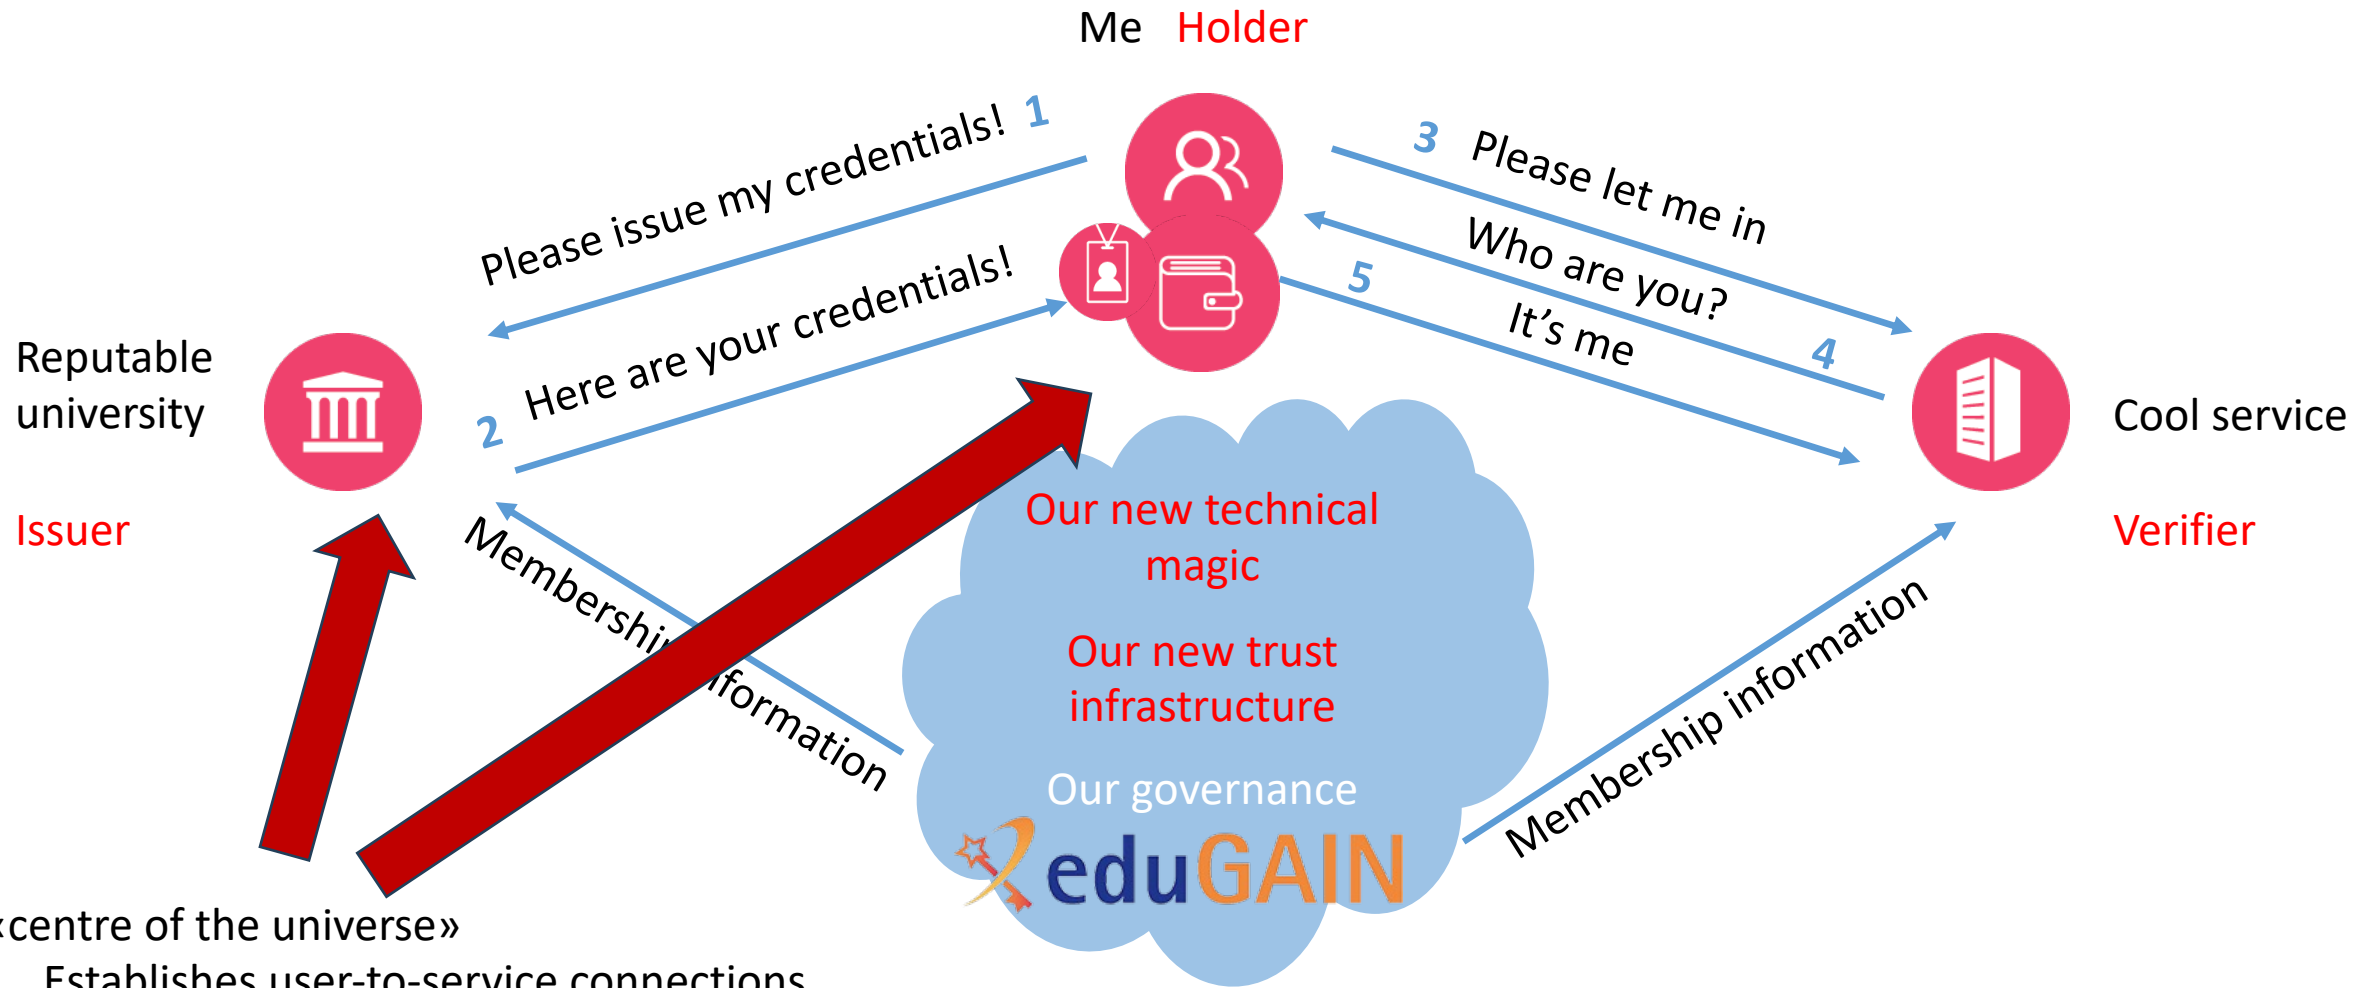 Me Holder
1
Please issue my credentials!
3 Please let me in
Who are you?
4
5
It’s me
2 Here are your credentials!
Reputable
university
Issuer
Cool service
Verifier
Membership information
Our new technical
magic
Our new trust
infrastructure
Our governance
eduGAIN
Membership information
«centre of the universe»
Establishes user-to-service connections